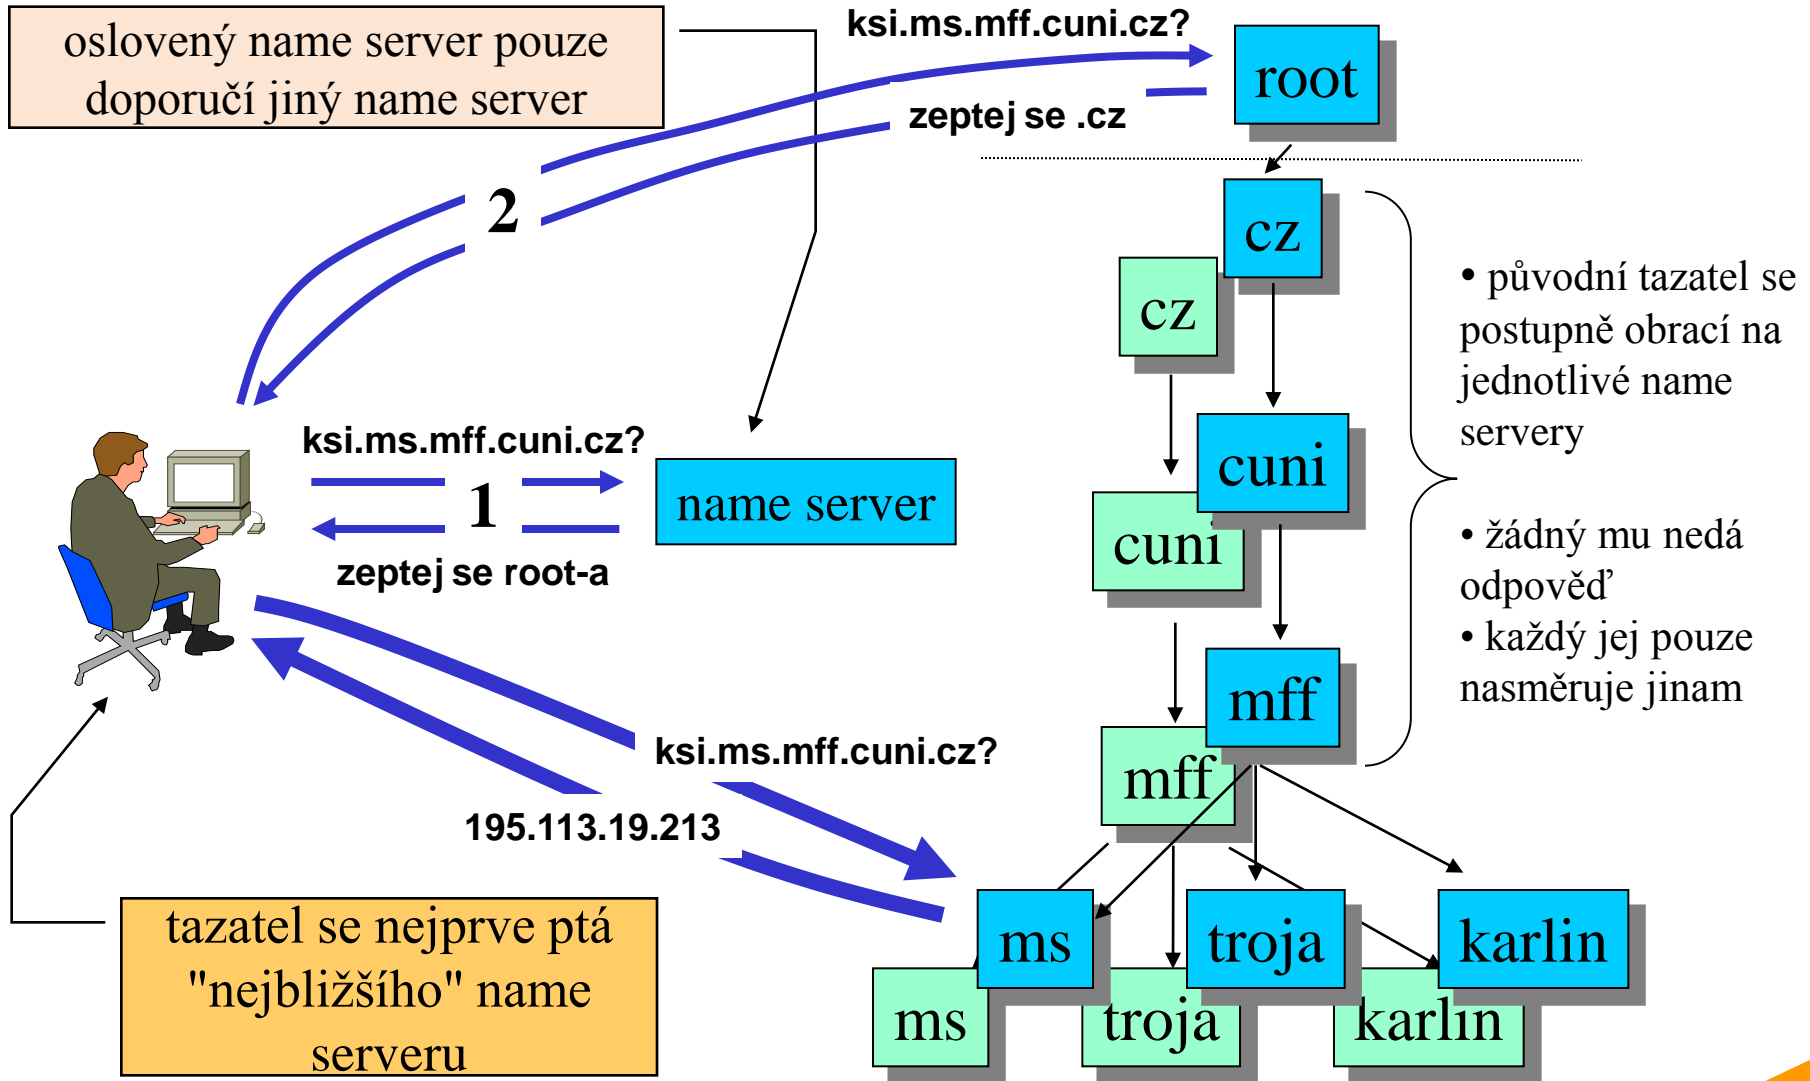 oslovený name server pouze
doporučí jiný name server
ksi.ms.mff.cuni.cz?
root
zeptej se .cz
2
cz
cz
• původní tazatel se
postupně obrací na
jednotlivé name
servery
ksi.ms.mff.cuni.cz?
1
name server
zeptej se root-a
cuni
cuni
• žádný mu nedá
odpověď
• každý jej pouze
nasměruje jinam
mff
mff
ksi.ms.mff.cuni.cz?
195.113.19.213
tazatel se nejprve ptá
"nejbližšího" name
serveru
ms
troja
karlin
ms
troja
karlin